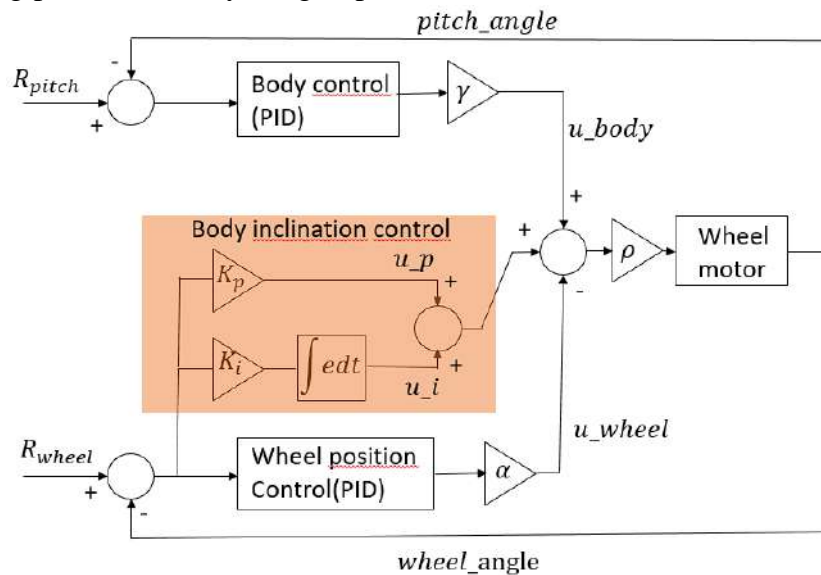 pitch_angle
-
R_pitch
+
Body control
(PID)
γ
u_body
+
Body inclination control
K_p
u_p
+
+
ρ
Wheel
motor
-
K_i
∫ edt
+
u_i
u_wheel
R_wheel
+
Wheel position
Control(PID)
α
-
wheel_angle